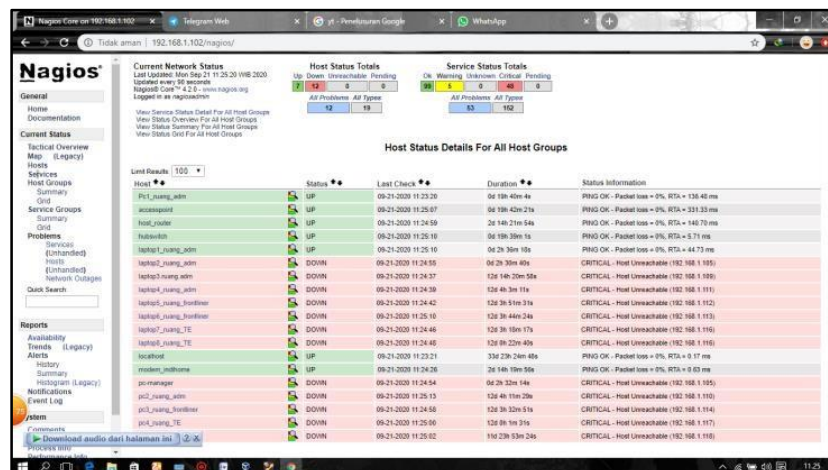 Nagios Core on 192.168.1.102
Telegram Web
yt - Penelusuran Google
WhatsApp
Tidak aman | 192.168.1.102/nagios/
Nagios®
General
Home
Documentation
Current Status
Tactical Overview
Map (Legacy)
Hosts
Services
Host Groups
Summary
Grid
Service Groups
Summary
Grid
Problems
Services
(Unhandled)
Hosts
(Unhandled)
Network Outages
Quick Search
Reports
Availability
Trends (Legacy)
Alerts
History
Summary
Histogram (Legacy)
Notifications
Event Log
System
Comments
Process Info
Performance Info
Download audio dari halaman ini
Current Network Status
Last Updated: Mon Sep 21 11:25:20 WIB 2020
Updated every 90 seconds
Nagios® Core™ 4.2.0 - www.nagios.org
Logged in as nagiosadmin
View Service Status Detail For All Host Groups
View Status Overview For All Host Groups
View Status Summary For All Host Groups
View Status Grid For All Host Groups
Host Status Totals
Up Down Unreachable Pending
7 12 0 0
All Problems All Types
12 19
Service Status Totals
Ok Warning Unknown Critical Pending
99 5 0 48 0
All Problems All Types
53 152
Host Status Details For All Host Groups
Limit Results: 100
Host Status Last Check Duration Status Information
Pc1_ruang_adm UP 09-21-2020 11:23:20 0d 19h 40m 4s PING OK - Packet loss = 0%, RTA = 136.40 ms
accesspoint UP 09-21-2020 11:25:07 0d 19h 42m 21s PING OK - Packet loss = 0%, RTA = 331.33 ms
host_router UP 09-21-2020 11:24:59 2d 14h 21m 54s PING OK - Packet loss = 0%, RTA = 140.70 ms
hubswitch UP 09-21-2020 11:25:10 0d 19h 39m 1s PING OK - Packet loss = 0%, RTA = 5.71 ms
laptop1_ruang_adm UP 09-21-2020 11:25:10 0d 2h 36m 10s PING OK - Packet loss = 0%, RTA = 44.73 ms
laptop2_ruang_adm DOWN 09-21-2020 11:24:55 0d 2h 30m 40s CRITICAL - Host Unreachable (192.168.1.105)
laptop3.ruang.adm DOWN 09-21-2020 11:24:37 12d 14h 20m 58s CRITICAL - Host Unreachable (192.168.1.109)
laptop4_ruang_adm DOWN 09-21-2020 11:24:39 12d 4h 3m 11s CRITICAL - Host Unreachable (192.168.1.111)
laptop5_ruang_frontliner DOWN 09-21-2020 11:24:42 12d 3h 51m 31s CRITICAL - Host Unreachable (192.168.1.112)
laptop6_ruang_frontliner DOWN 09-21-2020 11:25:10 12d 3h 44m 24s CRITICAL - Host Unreachable (192.168.1.113)
laptop7_ruang_TE DOWN 09-21-2020 11:24:46 12d 3h 18m 17s CRITICAL - Host Unreachable (192.168.1.116)
laptop8_ruang_TE DOWN 09-21-2020 11:24:48 12d 0h 22m 40s CRITICAL - Host Unreachable (192.168.1.116)
localhost UP 09-21-2020 11:23:21 33d 23h 24m 48s PING OK - Packet loss = 0%, RTA = 0.17 ms
modem_indihome UP 09-21-2020 11:24:26 2d 14h 19m 56s PING OK - Packet loss = 0%, RTA = 0.63 ms
pc-manager DOWN 09-21-2020 11:24:54 0d 2h 32m 14s CRITICAL - Host Unreachable (192.168.1.195)
pc2_ruang_adm DOWN 09-21-2020 11:25:13 12d 4h 11m 29s CRITICAL - Host Unreachable (192.168.1.110)
pc3_ruang_frontliner DOWN 09-21-2020 11:24:58 12d 3h 32m 51s CRITICAL - Host Unreachable (192.168.1.114)
pc4_ruang_TE DOWN 09-21-2020 11:25:00 12d 0h 1m 31s CRITICAL - Host Unreachable (192.168.1.117)
DOWN 09-21-2020 11:25:02 11d 23h 53m 24s CRITICAL - Host Unreachable (192.168.1.118)
11.25